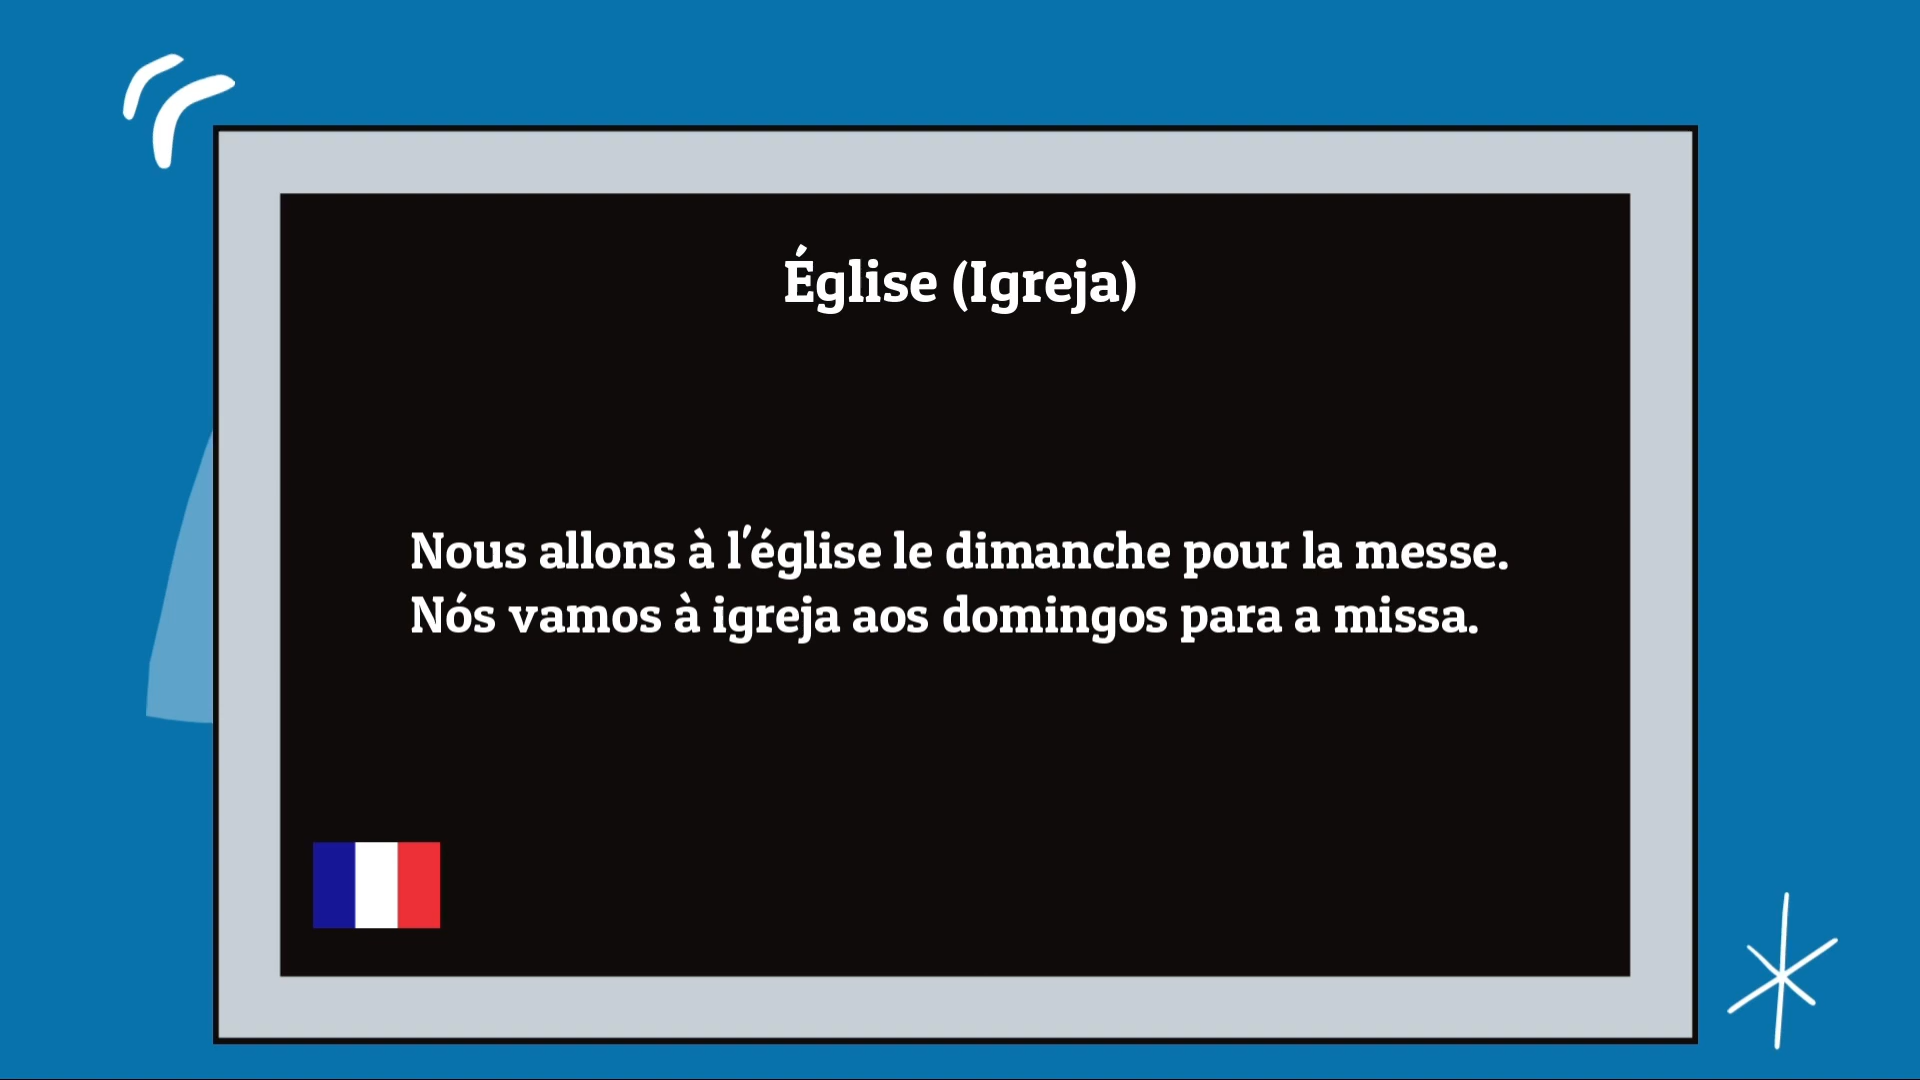 Église (Igreja)
Nous allons à l'église le dimanche pour la messe.
Nós vamos à igreja aos domingos para a missa.